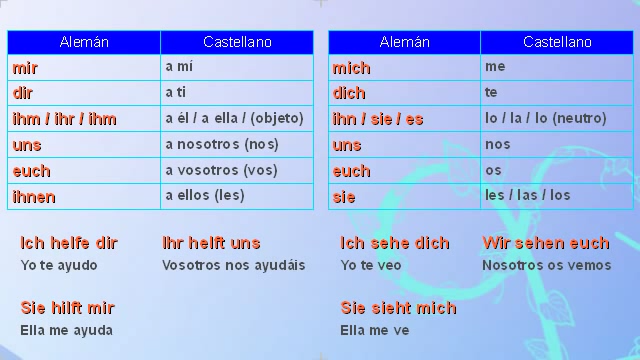 Alemán Castellano
mir a mí
dir a ti
ihm / ihr / ihm a él / a ella / (objeto)
uns a nosotros (nos)
euch a vosotros (vos)
ihnen a ellos (les)
Alemán Castellano
mich me
dich te
ihn / sie / es lo / la / lo (neutro)
uns nos
euch os
sie les / las / los
Ich helfe dir Ihr helft uns
Yo te ayudo Vosotros nos ayudáis
Sie hilft mir
Ella me ayuda
Ich sehe dich Wir sehen euch
Yo te veo Nosotros os vemos
Sie sieht mich
Ella me ve